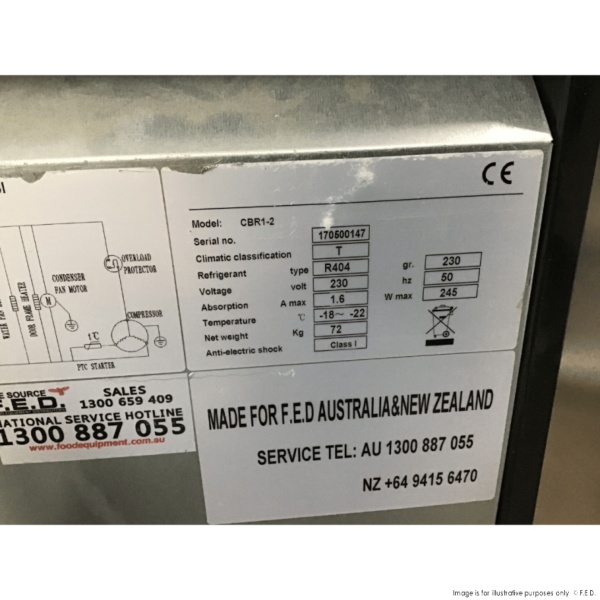 CE
Model: CBR1-2
Serial no. 170500147
Climatic classification T
Refrigerant type R404 gr. 230
Voltage volt 230 hz 50
Absorption A max 1.6 W max 245
Temperature ℃ -18～ -22
Net weight Kg 72
Anti-electric shock Class I
OVERLOAD
PROTECTOR
CONDENSER
FAN MOTOR
M
DOOR FRAME HEATER
COMPRESSOR
1℃
PTC STARTER
SOURCE
F.E.D.
SALES
1300 659 409
NATIONAL SERVICE HOTLINE
1300 887 055
www.foodequipment.com.au
MADE FOR F.E.D AUSTRALIA&NEW ZEALAND
SERVICE TEL: AU 1300 887 055
NZ +64 9415 6470
Image is for illustrative purposes only © F.E.D.